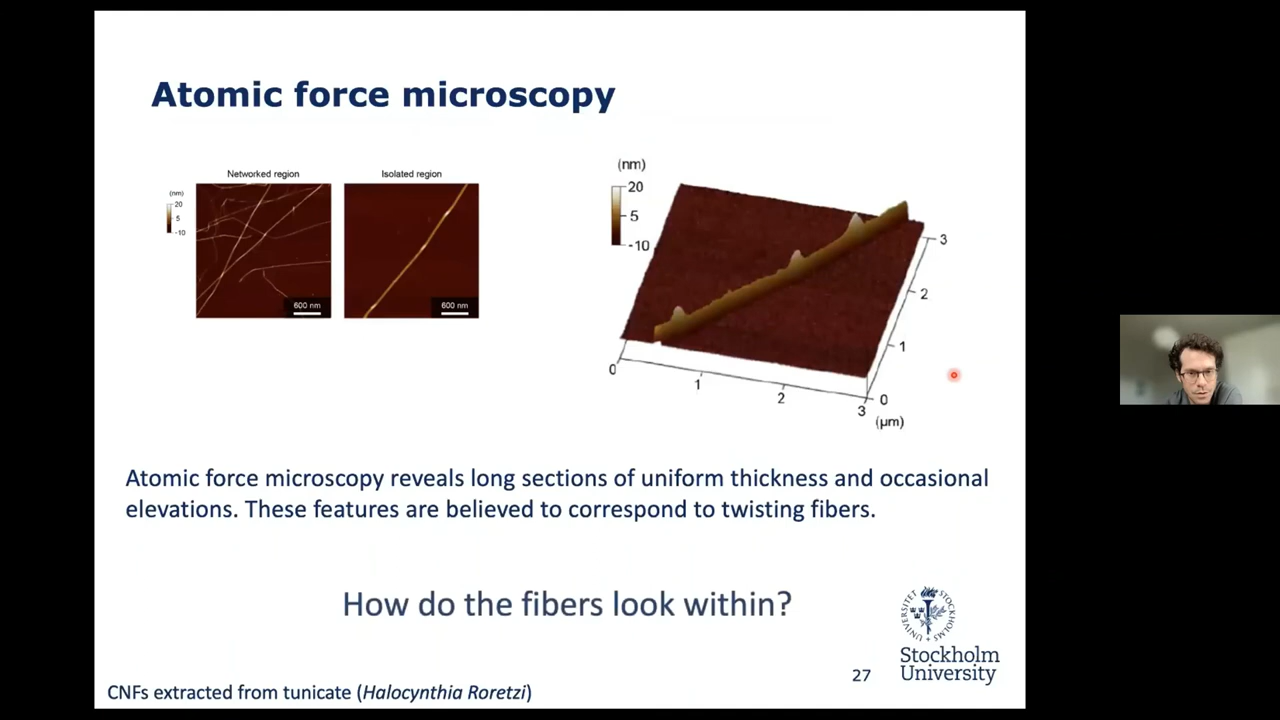 Atomic force microscopy
Networked region
Isolated region
(nm)
20
5
-10
600 nm
600 nm
(nm)
20
5
-10
3
2
1
0
0
1
2
3
(µm)
Atomic force microscopy reveals long sections of uniform thickness and occasional
elevations. These features are believed to correspond to twisting fibers.
How do the fibers look within?
STOCKHOLMS
UNIVERSITET
Stockholm
University
27
CNFs extracted from tunicate (Halocynthia Roretzi)